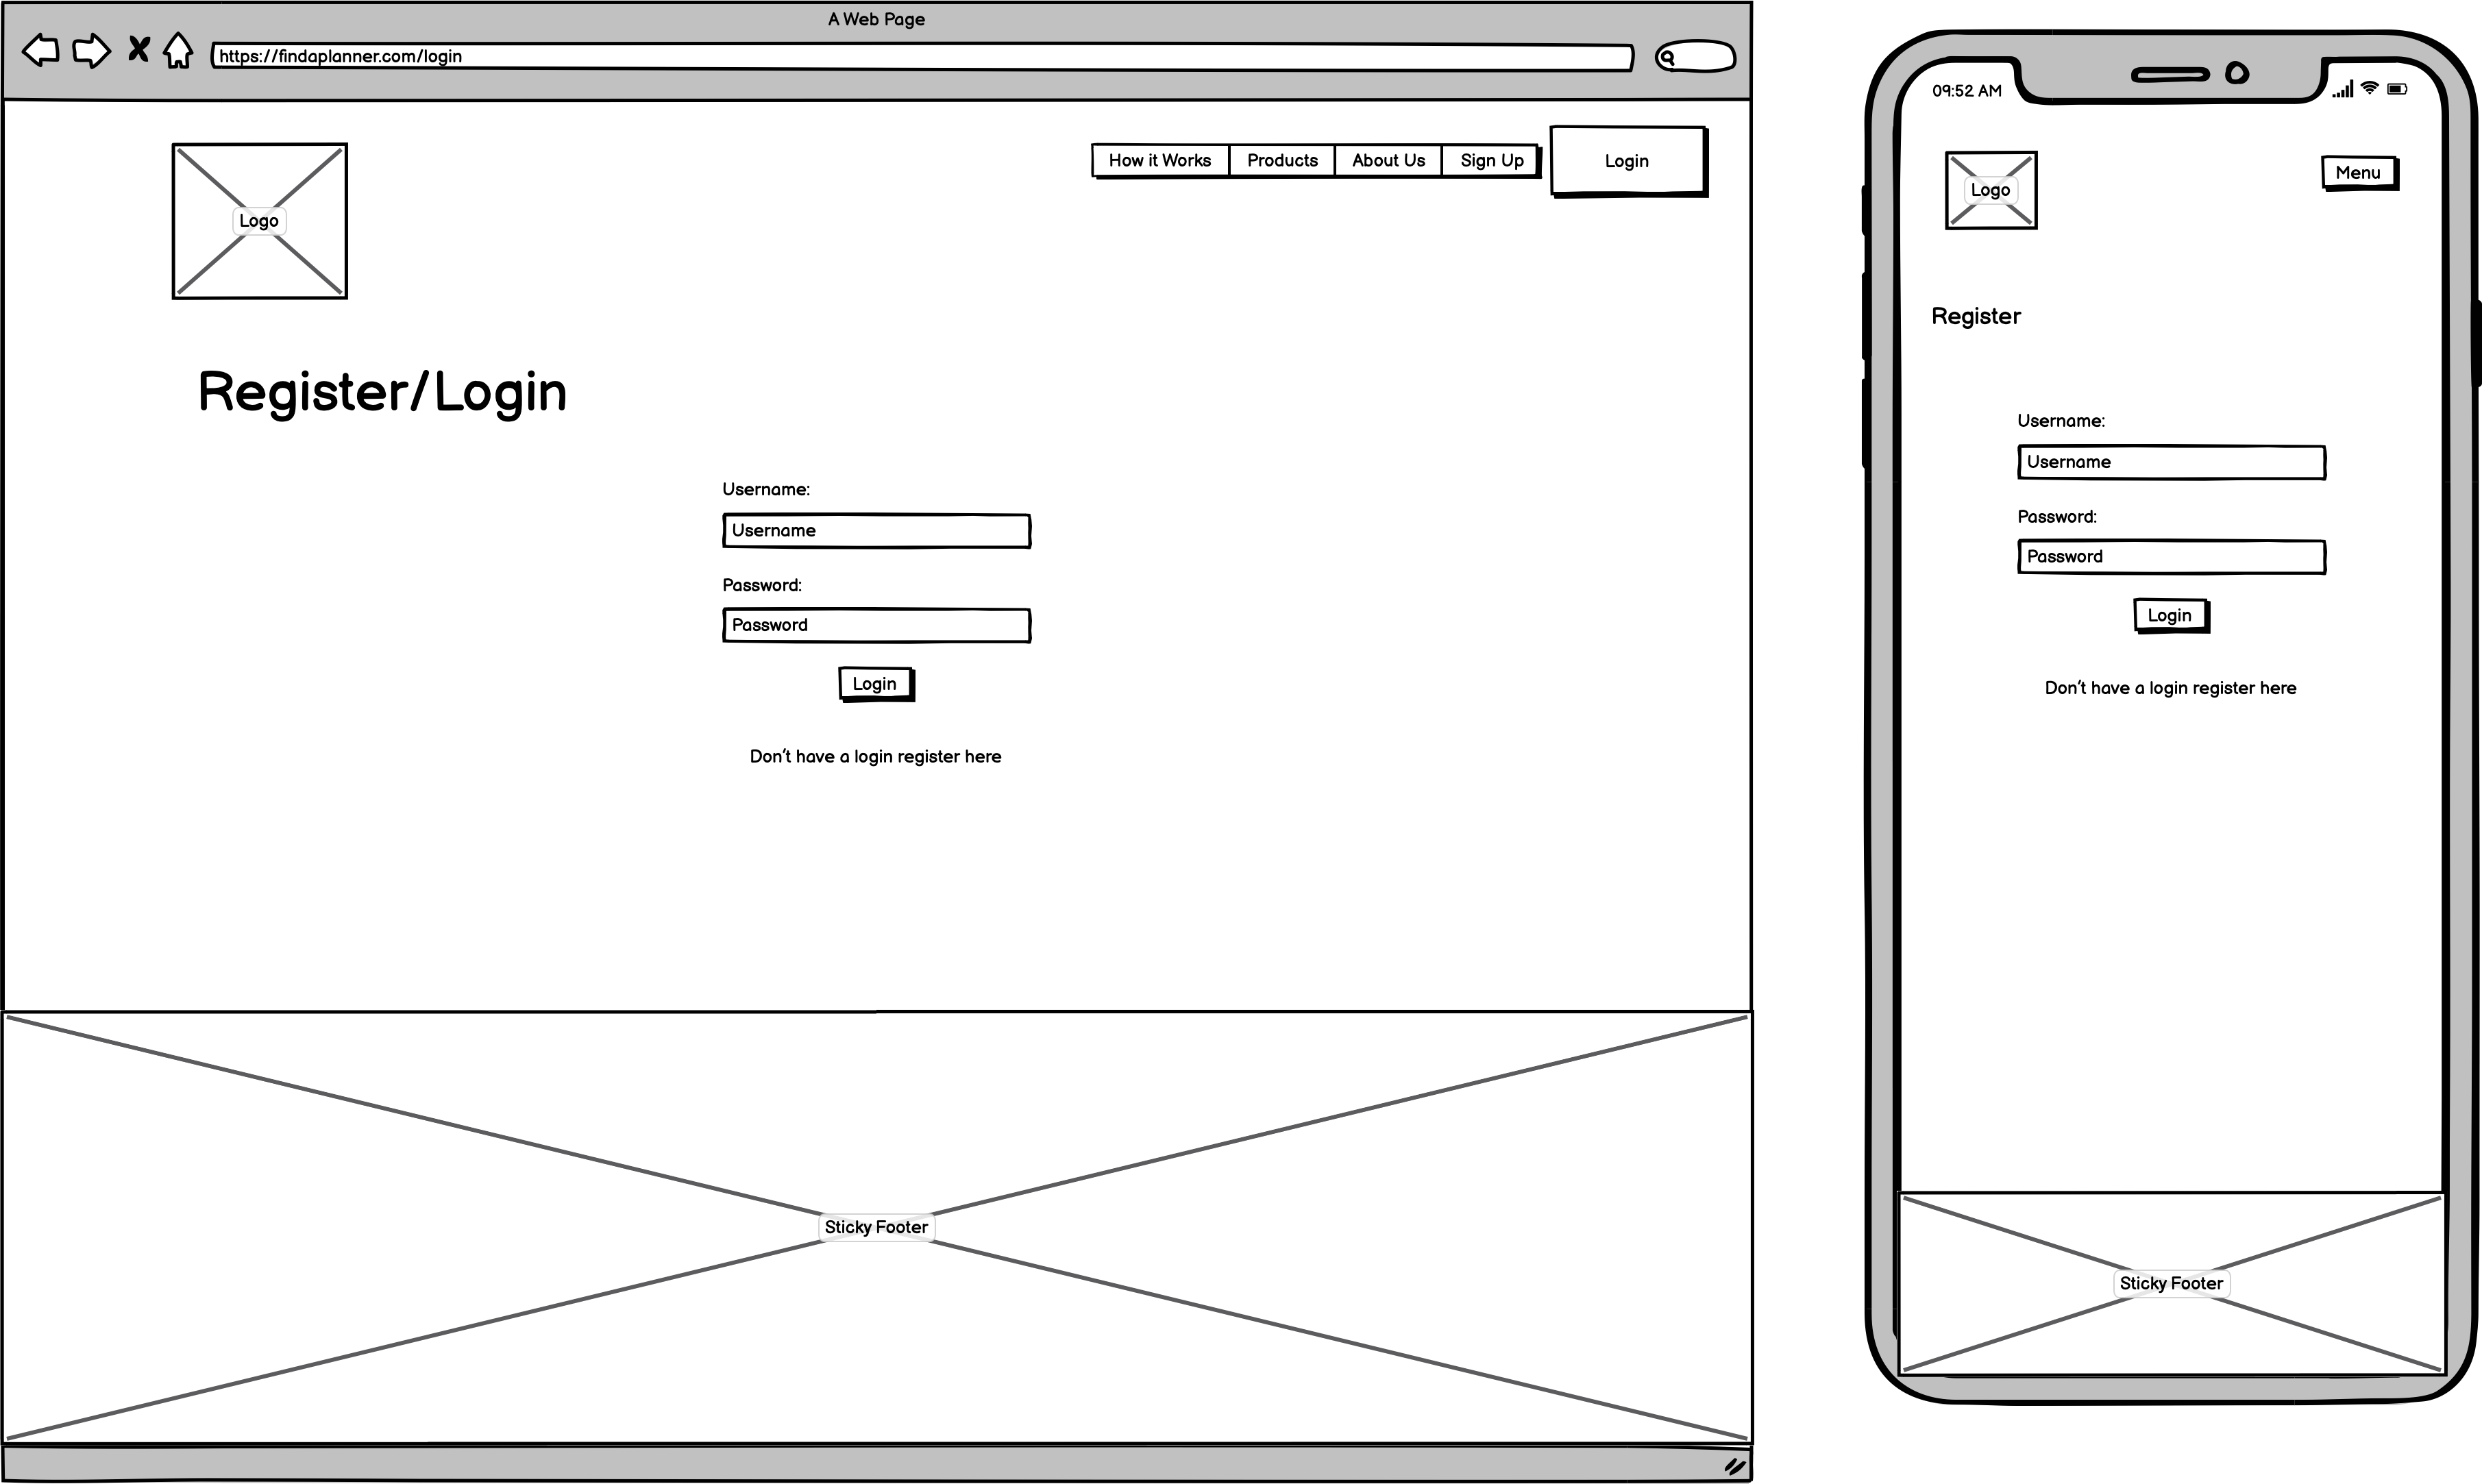 A Web Page
https://findaplanner.com/login
How it Works
Products
About Us
Sign Up
Login
Logo
Register/Login
Username:
Username
Password:
Password
Login
Don't have a login register here
Sticky Footer
09:52 AM
Logo
Menu
Register
Username:
Username
Password:
Password
Login
Don't have a login register here
Sticky Footer